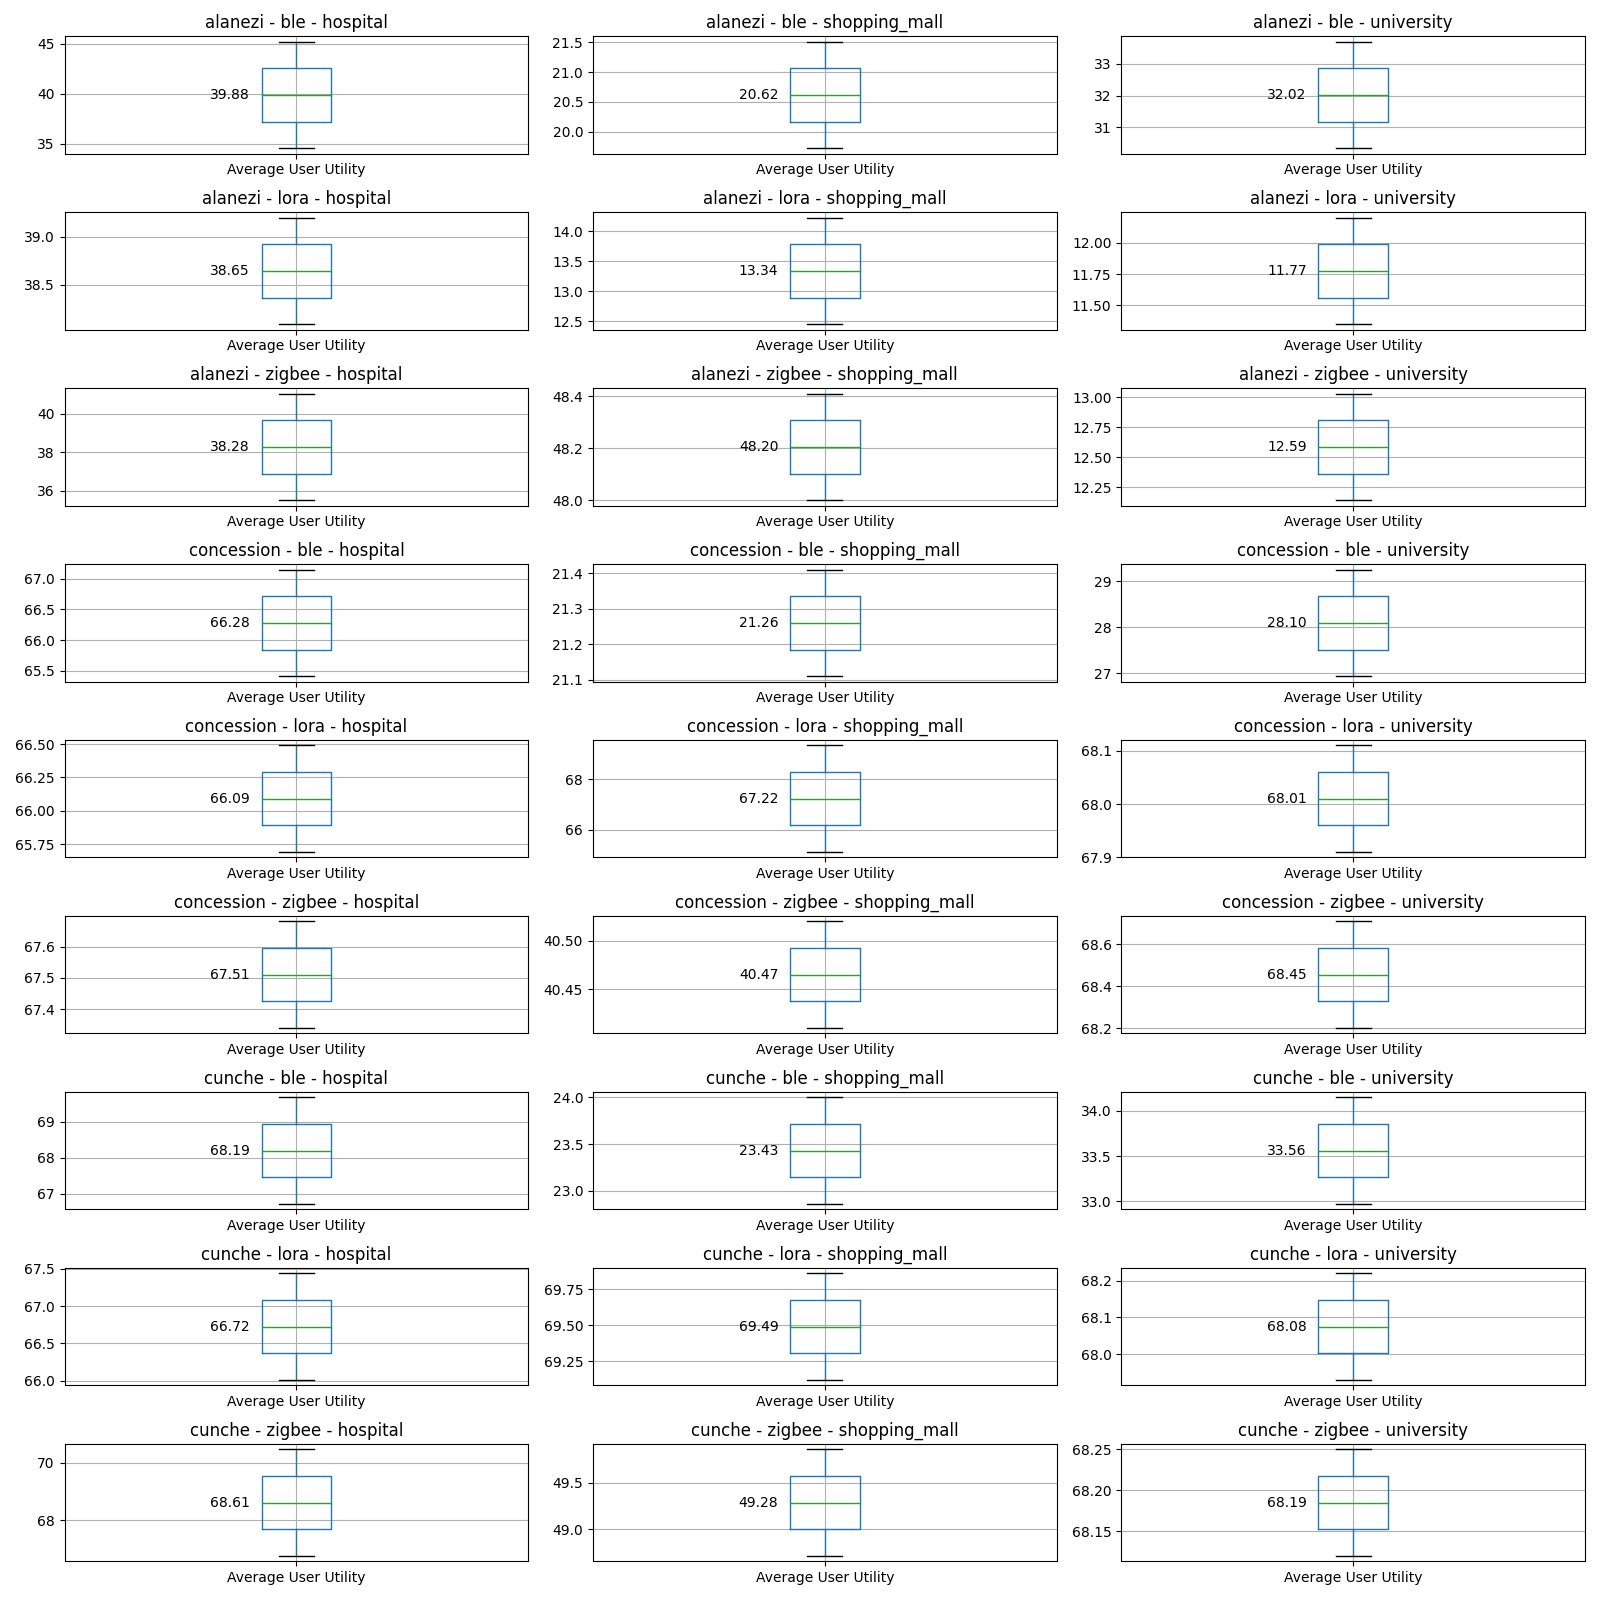 alanezi - ble - hospital
45
40
35
39.88
Average User Utility
alanezi - ble - shopping_mall
21.5
21.0
20.5
20.0
20.62
Average User Utility
alanezi - ble - university
33
32
31
32.02
Average User Utility
alanezi - lora - hospital
39.0
38.5
38.65
Average User Utility
alanezi - lora - shopping_mall
14.0
13.5
13.0
12.5
13.34
Average User Utility
alanezi - lora - university
12.00
11.75
11.50
11.77
Average User Utility
alanezi - zigbee - hospital
40
38
36
38.28
Average User Utility
alanezi - zigbee - shopping_mall
48.4
48.2
48.0
48.20
Average User Utility
alanezi - zigbee - university
13.00
12.75
12.50
12.25
12.59
Average User Utility
concession - ble - hospital
67.0
66.5
66.0
65.5
66.28
Average User Utility
concession - ble - shopping_mall
21.4
21.3
21.2
21.1
21.26
Average User Utility
concession - ble - university
29
28
27
28.10
Average User Utility
concession - lora - hospital
66.50
66.25
66.00
65.75
66.09
Average User Utility
concession - lora - shopping_mall
68
66
67.22
Average User Utility
concession - lora - university
68.1
68.0
67.9
68.01
Average User Utility
concession - zigbee - hospital
67.6
67.5
67.4
67.51
Average User Utility
concession - zigbee - shopping_mall
40.50
40.45
40.47
Average User Utility
concession - zigbee - university
68.6
68.4
68.2
68.45
Average User Utility
cunche - ble - hospital
69
68
67
68.19
Average User Utility
cunche - ble - shopping_mall
24.0
23.5
23.0
23.43
Average User Utility
cunche - ble - university
34.0
33.5
33.0
33.56
Average User Utility
cunche - lora - hospital
67.5
67.0
66.5
66.0
66.72
Average User Utility
cunche - lora - shopping_mall
69.75
69.50
69.25
69.49
Average User Utility
cunche - lora - university
68.2
68.1
68.0
68.08
Average User Utility
cunche - zigbee - hospital
70
68
68.61
Average User Utility
cunche - zigbee - shopping_mall
49.5
49.0
49.28
Average User Utility
cunche - zigbee - university
68.25
68.20
68.15
68.19
Average User Utility